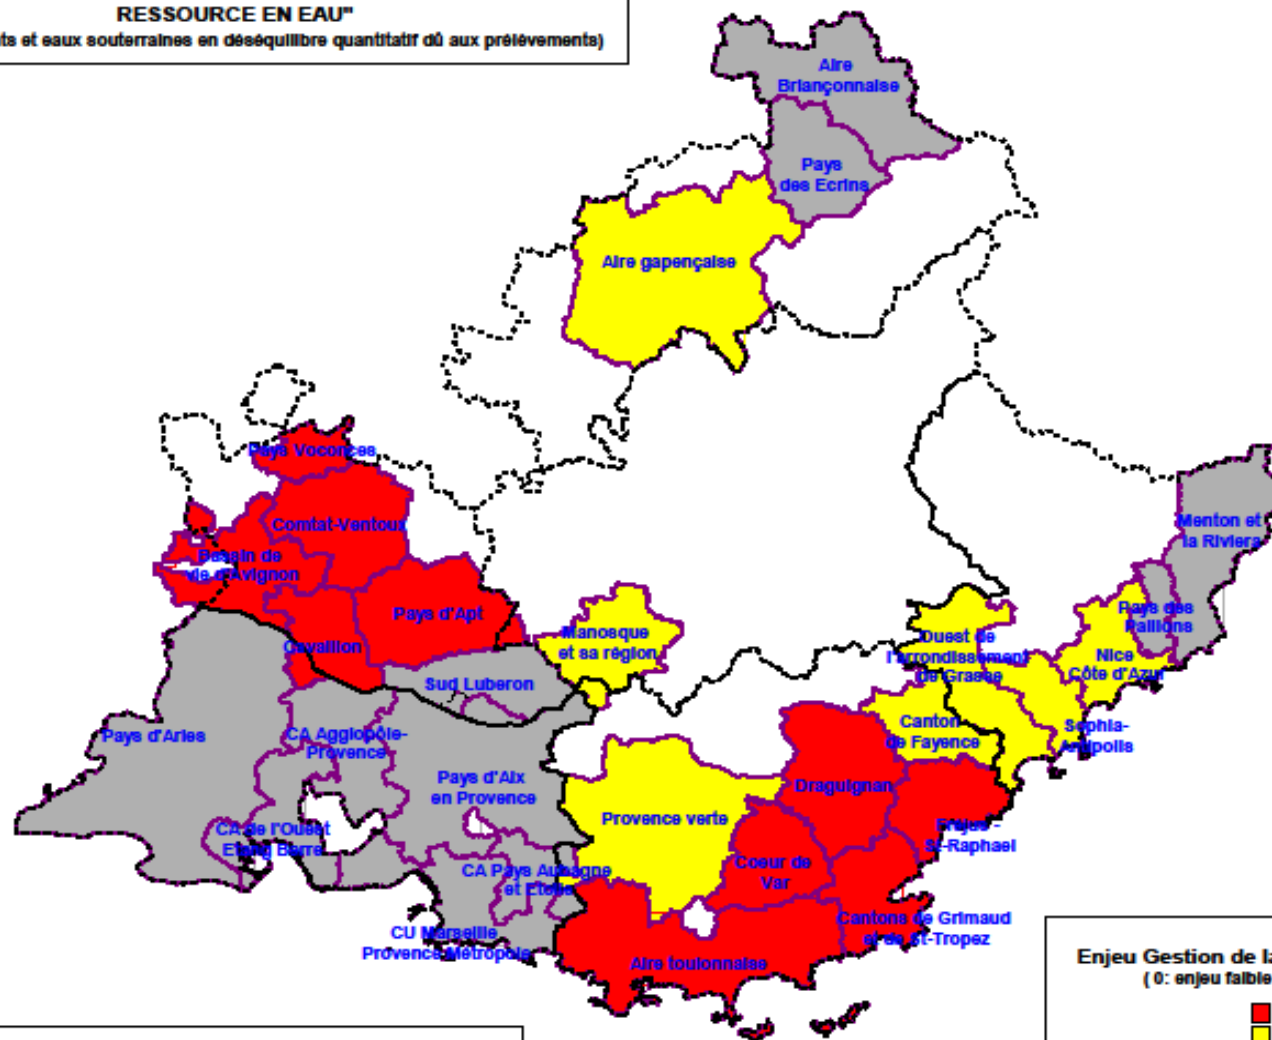 RESSOURCE EN EAU"
ts et eaux souterraines en déséquilibre quantitatif dû aux prélèvements)
Aire
Briançonnaise
Pays
des Ecrins
Aire gapençaise
Pays Voconces
Comtat-Ventoux
Bassin de
vie d'Avignon
Pays d'Apt
Cavaillon
Manosque
et sa région
Sud Luberon
Menton et
la Riviera
Pays des
Paillons
Nice
Côte d'Azur
Ouest de
l'arrondissement
de Grasse
Sophia-
Antipolis
Canton
de Fayence
Pays d'Arles
CA Agglopôle-
Provence
Pays d'Aix
en Provence
Draguignan
Provence verte
CA de l'Ouest
Etang Berre
Fréjus -
St-Raphael
CA Pays Aubagne
et Etoile
Coeur de
Var
Cantons de Grimaud
et de St-Tropez
CU Marseille
Provence Métropole
Aire toulonnaise
Enjeu Gestion de la
( 0: enjeu faible